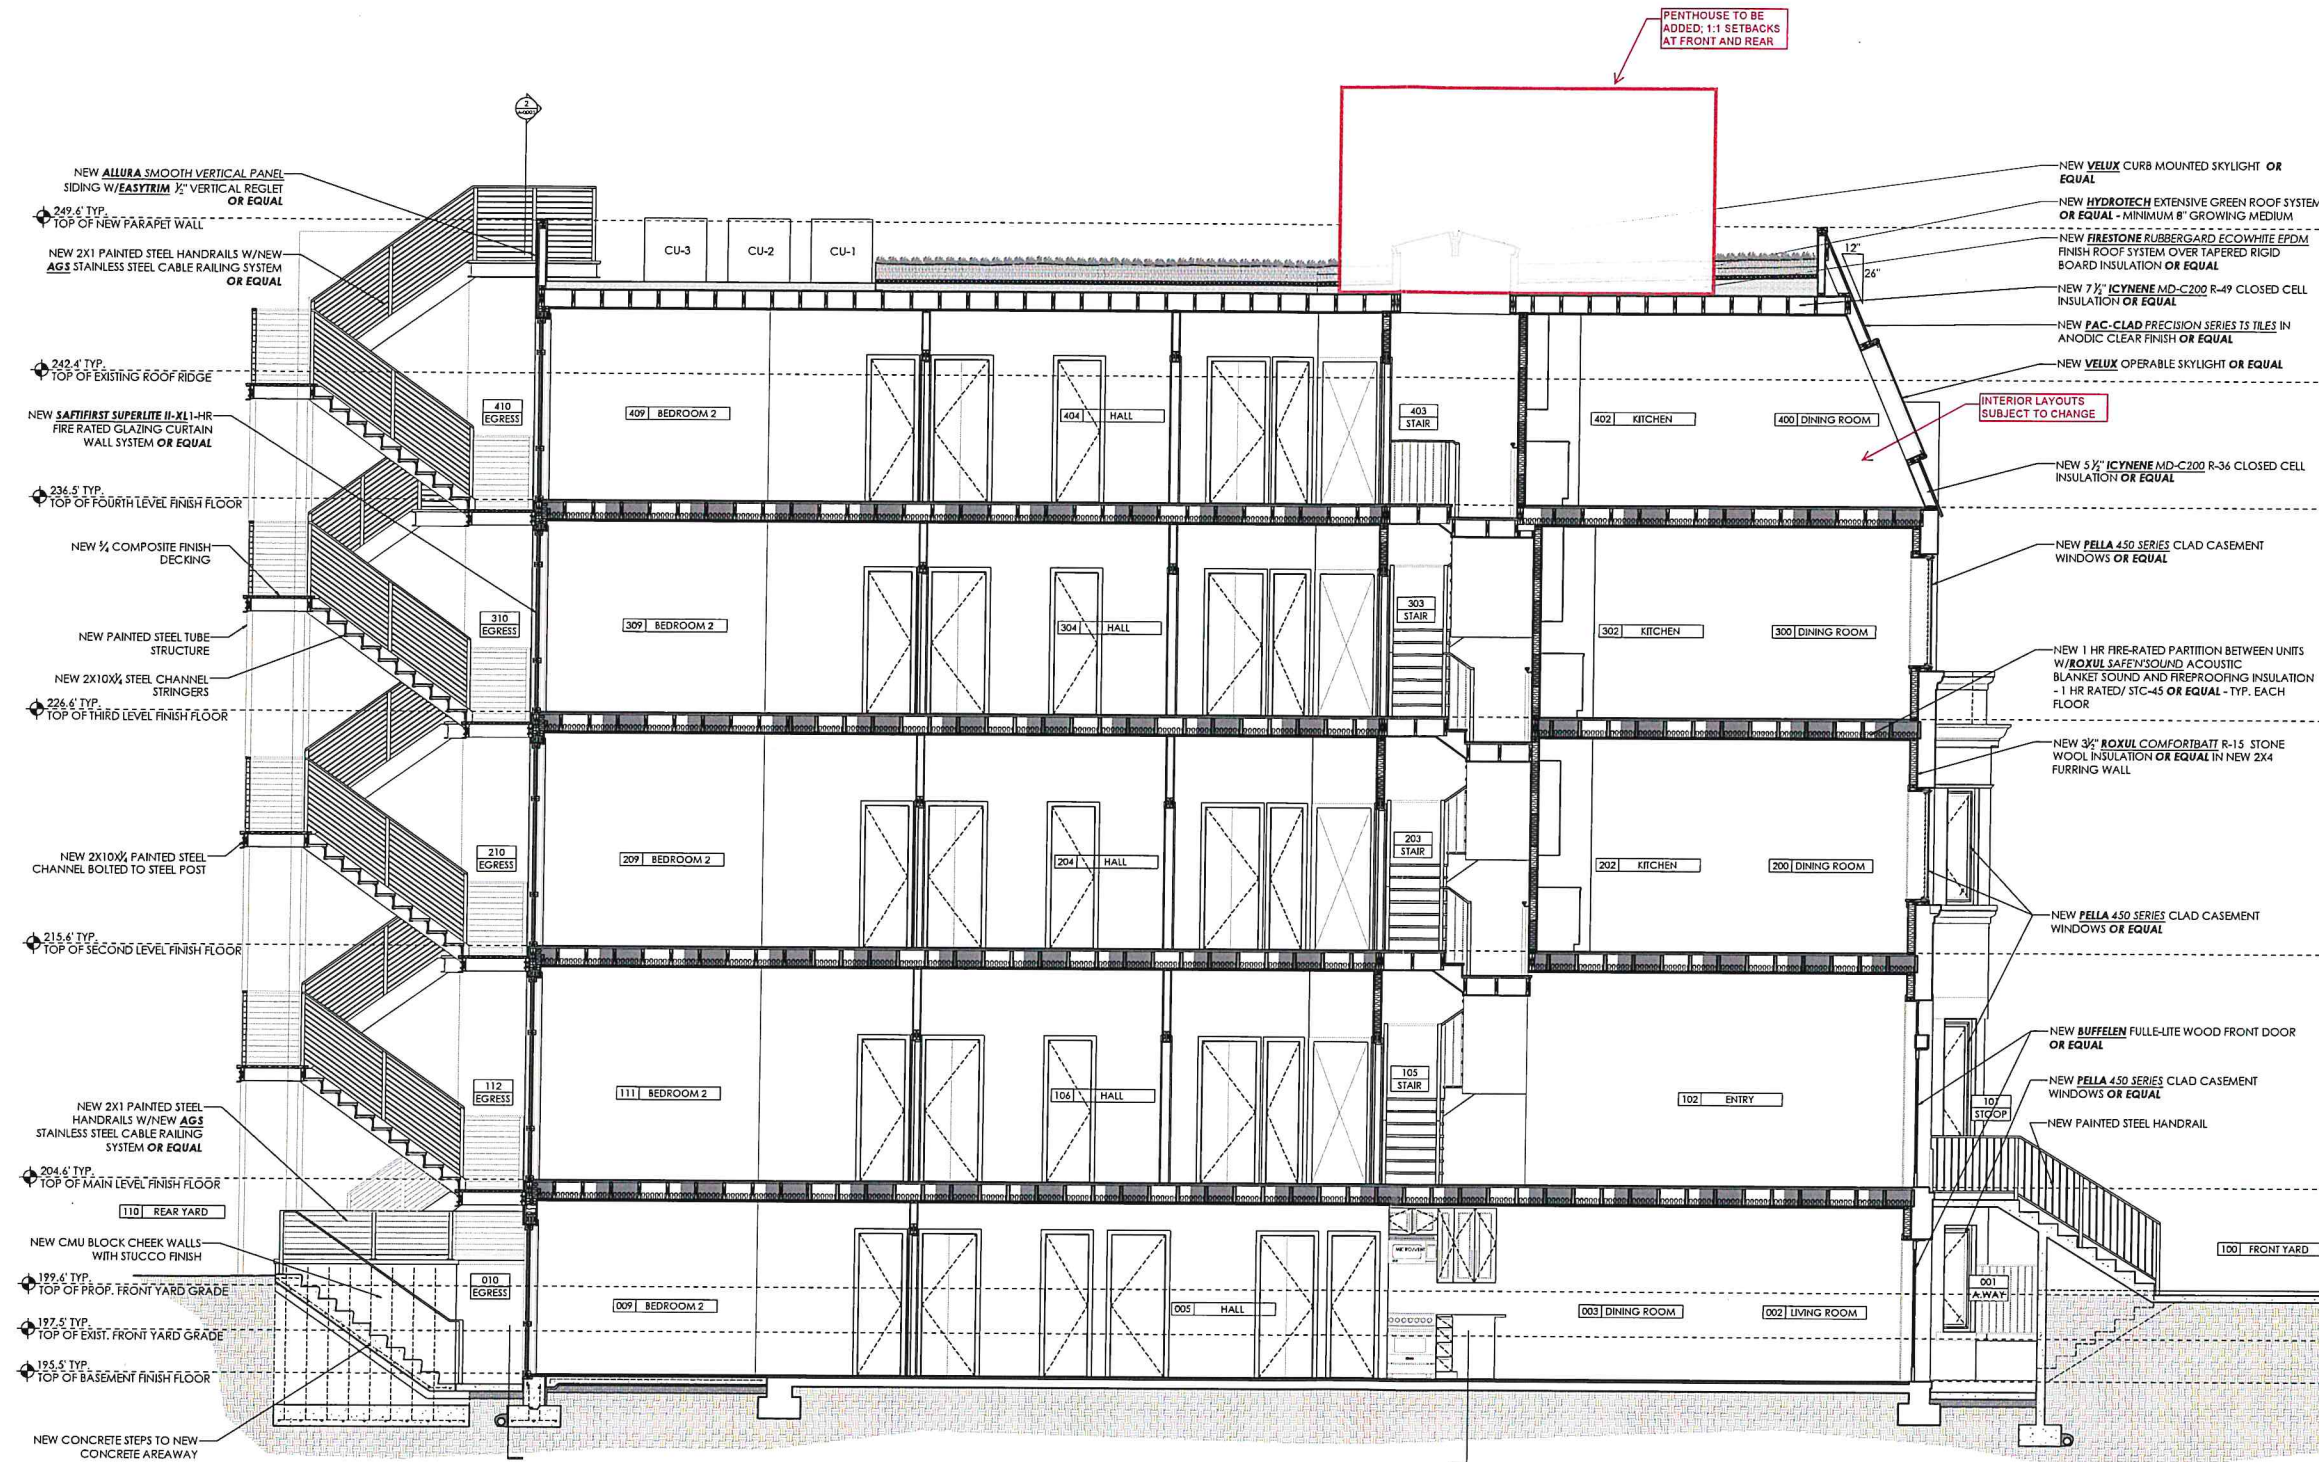 PENTHOUSE TO BE
ADDED; 1:1 SETBACKS
AT FRONT AND REAR
2
NEW ALLURA SMOOTH VERTICAL PANEL
SIDING W/EASYTRIM ½" VERTICAL REGLET
OR EQUAL
249.6' TYP.
TOP OF NEW PARAPET WALL
NEW 2X1 PAINTED STEEL HANDRAILS W/NEW
AGS STAINLESS STEEL CABLE RAILING SYSTEM
OR EQUAL
242.4' TYP.
TOP OF EXISTING ROOF RIDGE
NEW SAFTIFIRST SUPERLITE II-XL1-HR
FIRE RATED GLAZING CURTAIN
WALL SYSTEM OR EQUAL
236.5' TYP.
TOP OF FOURTH LEVEL FINISH FLOOR
NEW 5/4 COMPOSITE FINISH
DECKING
NEW PAINTED STEEL TUBE
STRUCTURE
NEW 2X10X¼ STEEL CHANNEL
STRINGERS
226.6' TYP.
TOP OF THIRD LEVEL FINISH FLOOR
NEW 2X10X¼ PAINTED STEEL
CHANNEL BOLTED TO STEEL POST
215.6' TYP.
TOP OF SECOND LEVEL FINISH FLOOR
NEW 2X1 PAINTED STEEL
HANDRAILS W/NEW AGS
STAINLESS STEEL CABLE RAILING
SYSTEM OR EQUAL
204.6' TYP.
TOP OF MAIN LEVEL FINISH FLOOR
110 REAR YARD
NEW CMU BLOCK CHEEK WALLS
WITH STUCCO FINISH
199.6' TYP.
TOP OF PROP. FRONT YARD GRADE
197.5' TYP.
TOP OF EXIST. FRONT YARD GRADE
195.5' TYP.
TOP OF BASEMENT FINISH FLOOR
NEW CONCRETE STEPS TO NEW
CONCRETE AREAWAY
CU-3
CU-2
CU-1
12"
26"
410
EGRESS
409 BEDROOM 2
404 HALL
403
STAIR
402 KITCHEN
400 DINING ROOM
310
EGRESS
309 BEDROOM 2
304 HALL
303
STAIR
302 KITCHEN
300 DINING ROOM
210
EGRESS
209 BEDROOM 2
204 HALL
203
STAIR
202 KITCHEN
200 DINING ROOM
112
EGRESS
111 BEDROOM 2
106 HALL
105
STAIR
102 ENTRY
101
STOOP
010
EGRESS
009 BEDROOM 2
005 HALL
003 DINING ROOM
002 LIVING ROOM
001
A.WAY
100 FRONT YARD
NEW VELUX CURB MOUNTED SKYLIGHT OR
EQUAL
NEW HYDROTECH EXTENSIVE GREEN ROOF SYSTEM
OR EQUAL - MINIMUM 8" GROWING MEDIUM
NEW FIRESTONE RUBBERGARD ECOWHITE EPDM
FINISH ROOF SYSTEM OVER TAPERED RIGID
BOARD INSULATION OR EQUAL
NEW 7 ½" ICYNENE MD-C200 R-49 CLOSED CELL
INSULATION OR EQUAL
NEW PAC-CLAD PRECISION SERIES TS TILES IN
ANODIC CLEAR FINISH OR EQUAL
NEW VELUX OPERABLE SKYLIGHT OR EQUAL
INTERIOR LAYOUTS
SUBJECT TO CHANGE
NEW 5 ½" ICYNENE MD-C200 R-36 CLOSED CELL
INSULATION OR EQUAL
NEW PELLA 450 SERIES CLAD CASEMENT
WINDOWS OR EQUAL
NEW 1 HR FIRE-RATED PARTITION BETWEEN UNITS
W/ROXUL SAFE'N'SOUND ACOUSTIC
BLANKET SOUND AND FIREPROOFING INSULATION
- 1 HR RATED/ STC-45 OR EQUAL - TYP. EACH
FLOOR
NEW 3½" ROXUL COMFORTBATT R-15 STONE
WOOL INSULATION OR EQUAL IN NEW 2X4
FURRING WALL
NEW PELLA 450 SERIES CLAD CASEMENT
WINDOWS OR EQUAL
NEW BUFFELEN FULLE-LITE WOOD FRONT DOOR
OR EQUAL
NEW PELLA 450 SERIES CLAD CASEMENT
WINDOWS OR EQUAL
NEW PAINTED STEEL HANDRAIL